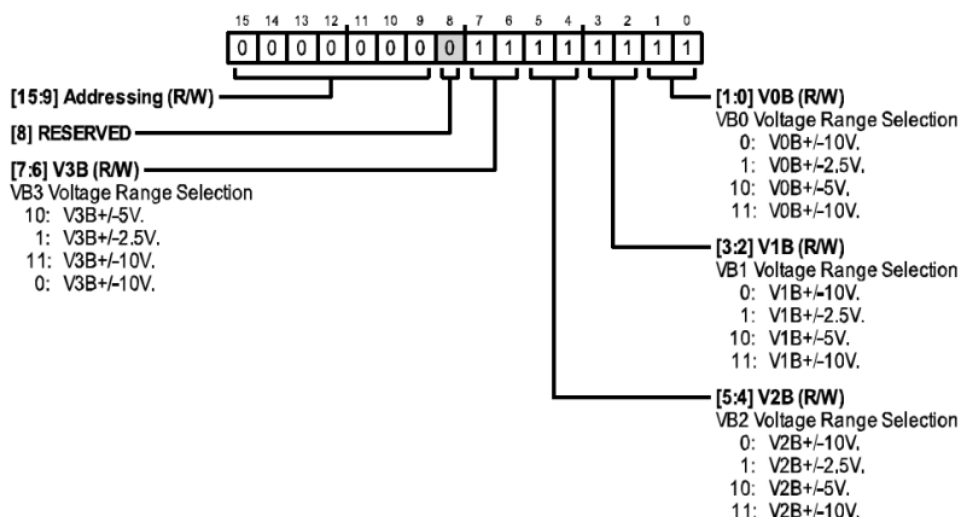 15 14 13 12 11 10 9 8 7 6 5 4 3 2 1 0
0 0 0 0 0 0 0 0 1 1 1 1 1 1 1 1
[15:9] Addressing (R/W)
[8] RESERVED
[7:6] V3B (R/W)
VB3 Voltage Range Selection
10: V3B+/-5V.
1: V3B+/-2.5V.
11: V3B+/-10V.
0: V3B+/-10V.
[1:0] V0B (R/W)
VB0 Voltage Range Selection
0: V0B+/-10V.
1: V0B+/-2.5V.
10: V0B+/-5V.
11: V0B+/-10V.
[3:2] V1B (R/W)
VB1 Voltage Range Selection
0: V1B+/-10V.
1: V1B+/-2.5V.
10: V1B+/-5V.
11: V1B+/-10V.
[5:4] V2B (R/W)
VB2 Voltage Range Selection
0: V2B+/-10V.
1: V2B+/-2.5V.
10: V2B+/-5V.
11: V2B+/-10V.